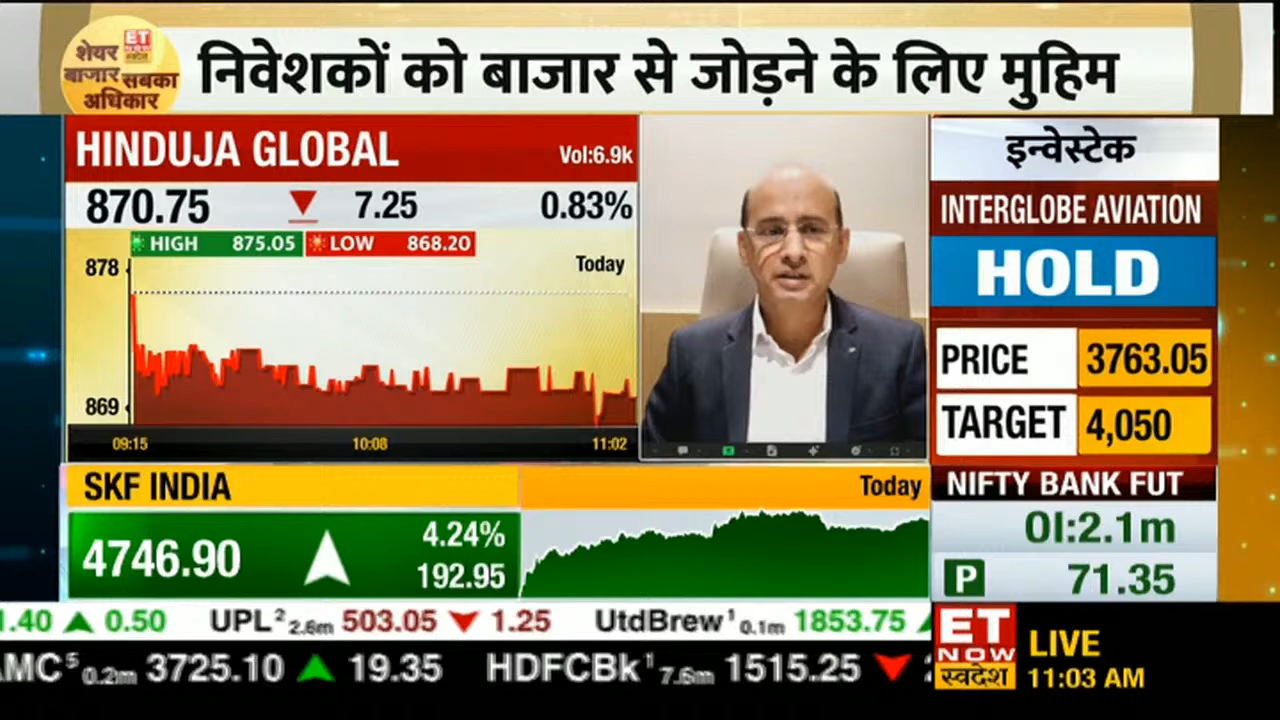 शेयर
बाजार सबका
अधिकार
ET
NOW
स्वदेश
निवेशकों को बाजार से जोड़ने के लिए मुहिम
HINDUJA GLOBAL Vol:6.9k
870.75 ▼ 7.25 0.83%
HIGH 875.05 LOW 868.20
Today
878
869
09:15 10:08 11:02
इन्वेस्टेक
INTERGLOBE AVIATION
HOLD
PRICE 3763.05
TARGET 4,050
SKF INDIA Today
4746.90 ▲ 4.24%
192.95
NIFTY BANK FUT
OI:2.1m
P 71.35
1.40 ▲ 0.50 UPL² 2.6m 503.05 ▼ 1.25 UtdBrew¹ 0.1m 1853.75 ▲
AMC⁵ 0.2m 3725.10 ▲ 19.35 HDFCBk¹ 7.6m 1515.25 ▼
ET
NOW
स्वदेश
LIVE
11:03 AM